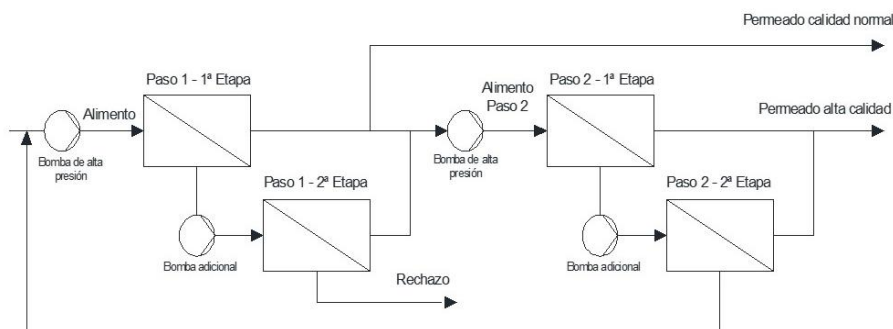 Permeado calidad normal
Paso 1 - 1ª Etapa
Alimento
Paso 2
Paso 2 - 1ª Etapa
Alimento
Permeado alta calidad
Bomba de alta
presión
Paso 1 - 2ª Etapa
Bomba de alta
presión
Paso 2 - 2ª Etapa
Bomba adicional
Rechazo
Bomba adicional